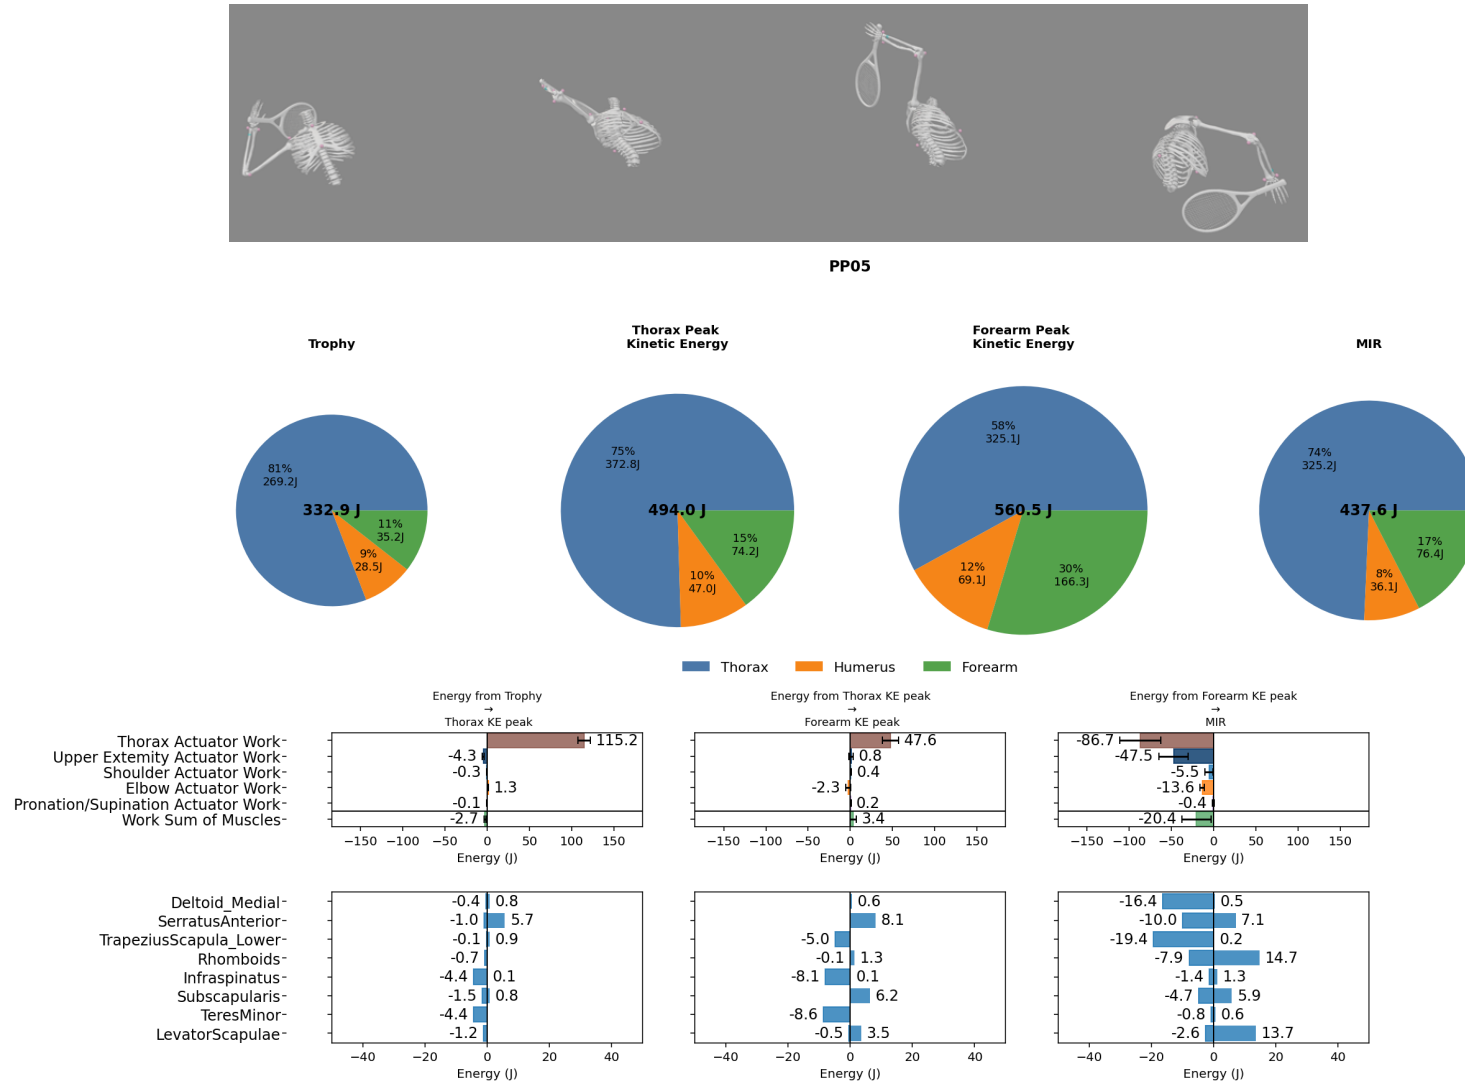 PP05
Trophy
Thorax Peak
Kinetic Energy
Forearm Peak
Kinetic Energy
MIR
81%
269.2J
332.9 J
11%
35.2J
9%
28.5J
75%
372.8J
494.0 J
15%
74.2J
10%
47.0J
58%
325.1J
560.5 J
12%
69.1J
30%
166.3J
74%
325.2J
437.6 J
17%
76.4J
8%
36.1J
Thorax Humerus Forearm
Energy from Trophy
→
Thorax KE peak
Energy from Thorax KE peak
→
Forearm KE peak
Energy from Forearm KE peak
→
MIR
Thorax Actuator Work 115.2 47.6 -86.7
Upper Extemity Actuator Work -4.3 0.8 -47.5
Shoulder Actuator Work -0.3 0.4 -5.5
Elbow Actuator Work 1.3 -2.3 -13.6
Pronation/Supination Actuator Work -0.1 0.2 -0.4
Work Sum of Muscles -2.7 3.4 -20.4
−150 −100 −50 0 50 100 150 −150 −100 −50 0 50 100 150 −150 −100 −50 0 50 100 150
Energy (J) Energy (J) Energy (J)
Deltoid_Medial -0.4 0.8 0.6 -16.4 0.5
SerratusAnterior -1.0 5.7 8.1 -10.0 7.1
TrapeziusScapula_Lower -0.1 0.9 -5.0 -19.4 0.2
Rhomboids -0.7 -0.1 1.3 -7.9 14.7
Infraspinatus -4.4 0.1 -8.1 0.1 -1.4 1.3
Subscapularis -1.5 0.8 6.2 -4.7 5.9
TeresMinor -4.4 -8.6 -0.8 0.6
LevatorScapulae -1.2 -0.5 3.5 -2.6 13.7
−40 −20 0 20 40 −40 −20 0 20 40 −40 −20 0 20 40
Energy (J) Energy (J) Energy (J)